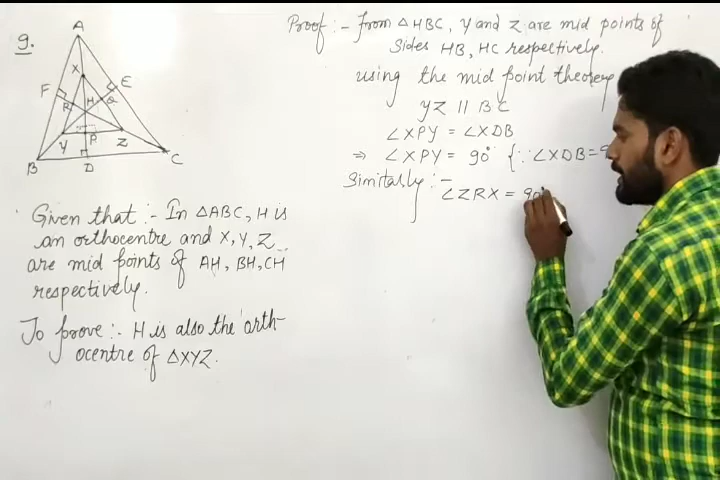 9.
A
X
F
E
R
H
Q
Y
P
Z
B
D
C
Given that :- In △ABC, H is
an orthocentre and X, Y, Z
are mid points of AH, BH, CH
respectively.
To prove :- H is also the orth-
ocentre of △XYZ.
Proof :- From △HBC, Y and Z are mid points of
sides HB, HC respectively.
using the mid point theorem
YZ || BC
∠XPY = ∠XDB
⇒ ∠XPY = 90° {∵ ∠XDB = 9
Similarly :-
∠ZRX = 90°